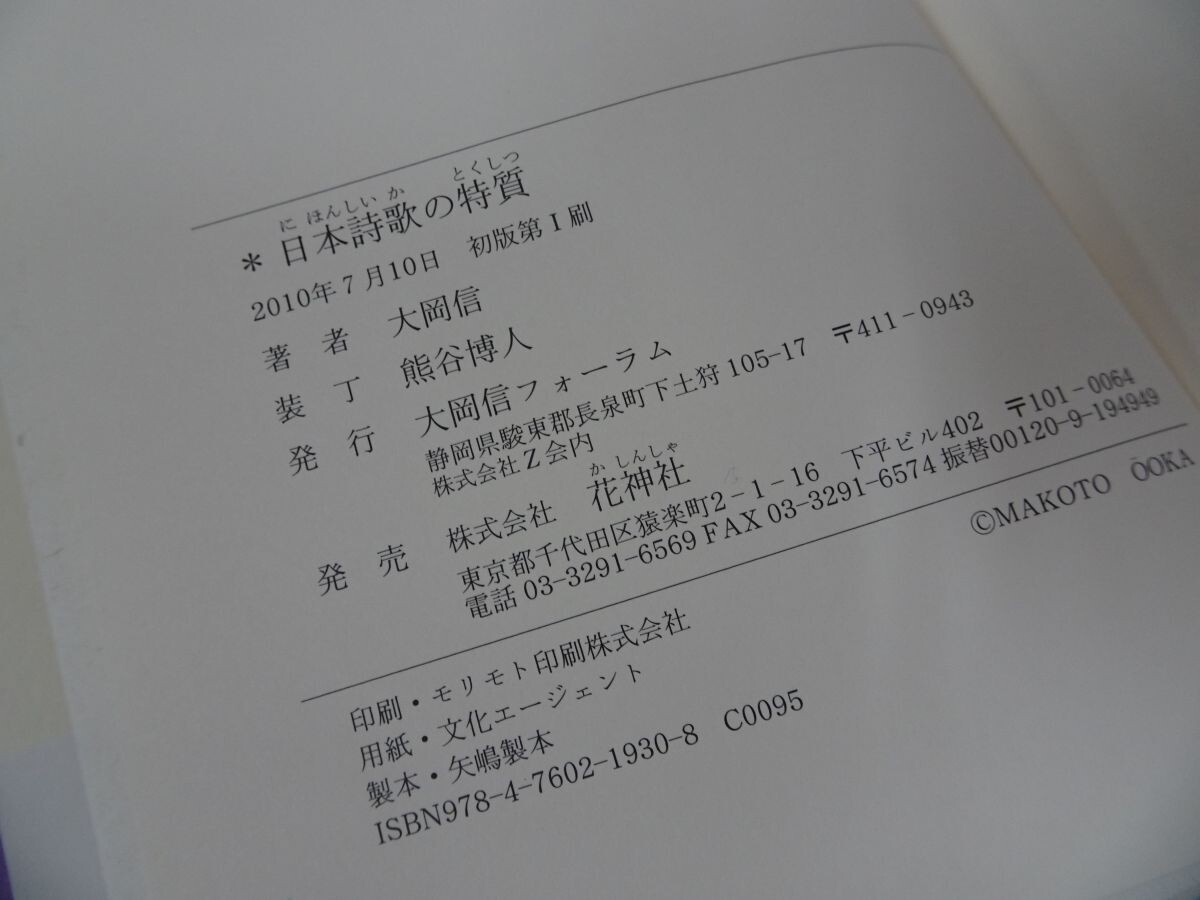 にほんしいか とくしつ
＊ 日本詩歌の特質
2010年7月10日 初版第1刷
著者 大岡信
装丁 熊谷博人
発行 大岡信フォーラム
静岡県駿東郡長泉町下土狩105-17 〒411-0943
株式会社Z会内
かしんしゃ
発売 株式会社 花神社
東京都千代田区猿楽町2-1-16 下平ビル402 〒101-0064
電話03-3291-6569 FAX 03-3291-6574 振替00120-9-194949
©MAKOTO ŌOKA
印刷・モリモト印刷株式会社
用紙・文化エージェント
製本・矢嶋製本
ISBN978-4-7602-1930-8 C0095